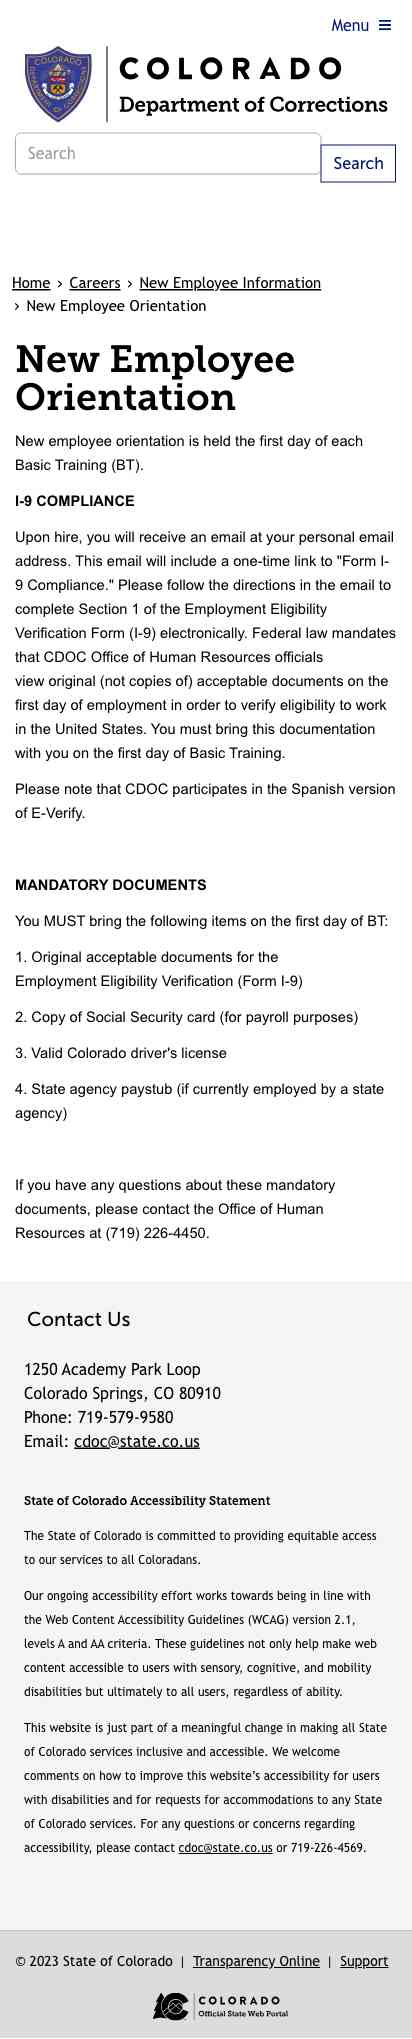 Menu ≡
COLORADO
Department of Corrections
Search
Search
Home › Careers › New Employee Information
› New Employee Orientation
New Employee
Orientation
New employee orientation is held the first day of each
Basic Training (BT).
I-9 COMPLIANCE
Upon hire, you will receive an email at your personal email
address. This email will include a one-time link to "Form I-
9 Compliance." Please follow the directions in the email to
complete Section 1 of the Employment Eligibility
Verification Form (I-9) electronically. Federal law mandates
that CDOC Office of Human Resources officials
view original (not copies of) acceptable documents on the
first day of employment in order to verify eligibility to work
in the United States. You must bring this documentation
with you on the first day of Basic Training.
Please note that CDOC participates in the Spanish version
of E-Verify.
MANDATORY DOCUMENTS
You MUST bring the following items on the first day of BT:
1. Original acceptable documents for the
Employment Eligibility Verification (Form I-9)
2. Copy of Social Security card (for payroll purposes)
3. Valid Colorado driver's license
4. State agency paystub (if currently employed by a state
agency)
If you have any questions about these mandatory
documents, please contact the Office of Human
Resources at (719) 226-4450.
Contact Us
1250 Academy Park Loop
Colorado Springs, CO 80910
Phone: 719-579-9580
Email: cdoc@state.co.us
State of Colorado Accessibility Statement
The State of Colorado is committed to providing equitable access
to our services to all Coloradans.
Our ongoing accessibility effort works towards being in line with
the Web Content Accessibility Guidelines (WCAG) version 2.1,
levels A and AA criteria. These guidelines not only help make web
content accessible to users with sensory, cognitive, and mobility
disabilities but ultimately to all users, regardless of ability.
This website is just part of a meaningful change in making all State
of Colorado services inclusive and accessible. We welcome
comments on how to improve this website's accessibility for users
with disabilities and for requests for accommodations to any State
of Colorado services. For any questions or concerns regarding
accessibility, please contact cdoc@state.co.us or 719-226-4569.
© 2023 State of Colorado | Transparency Online | Support
COLORADO
Official State Web Portal